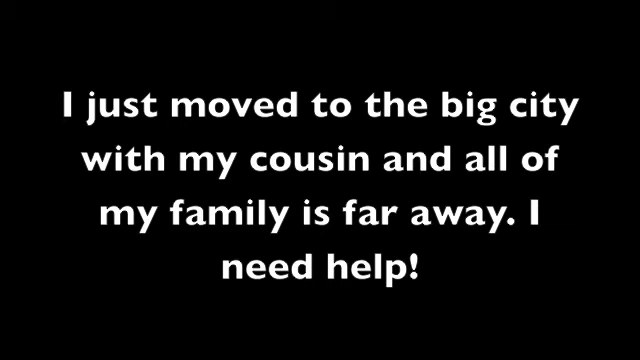 I just moved to the big city
with my cousin and all of
my family is far away. I
need help!